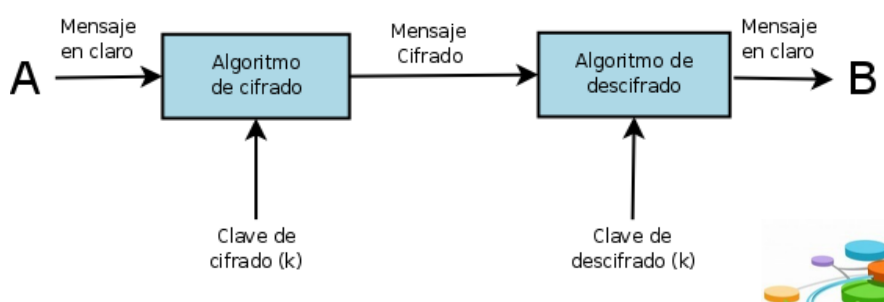 Mensaje
en claro
A
Algoritmo
de cifrado
Mensaje
Cifrado
Algoritmo de
descifrado
Mensaje
en claro
B
Clave de
cifrado (k)
Clave de
descifrado (k)